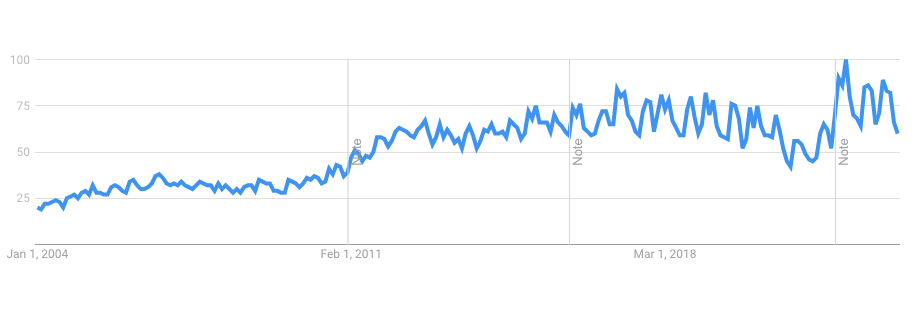 100
75
50
25
Note
Note
Note
Jan 1, 2004
Feb 1, 2011
Mar 1, 2018